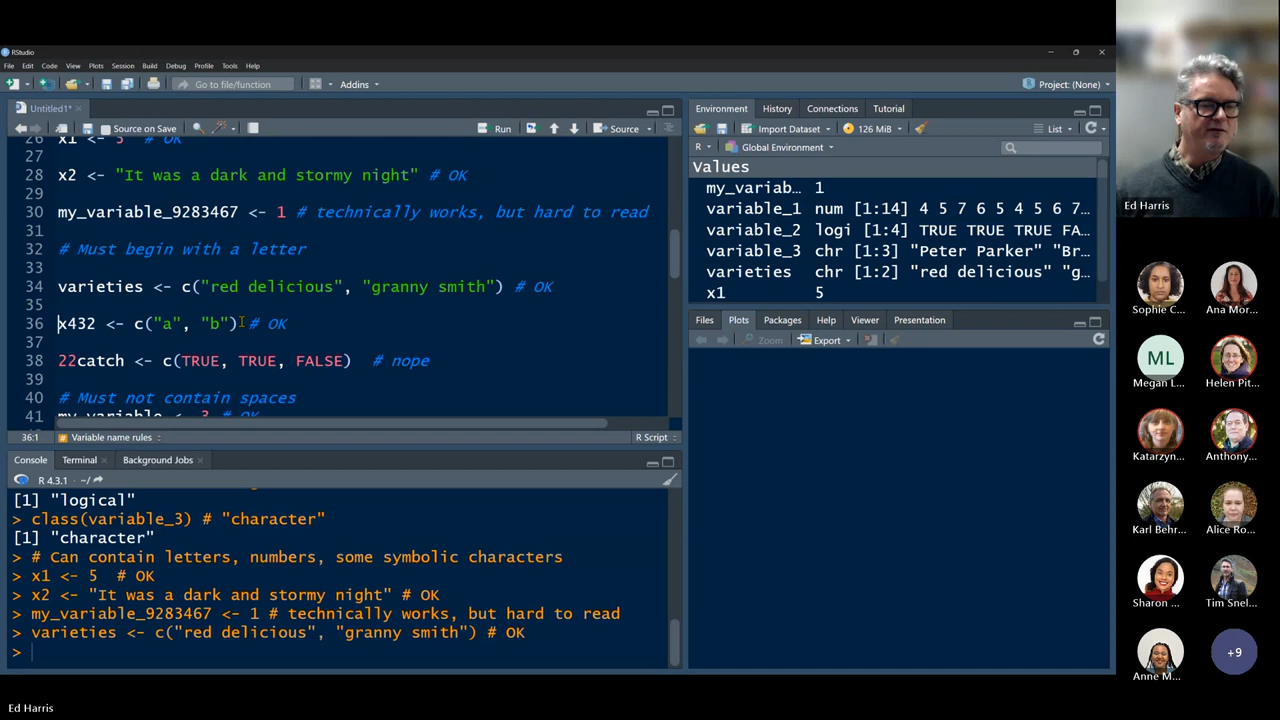 RStudio
File Edit Code View Plots Session Build Debug Profile Tools Help
Go to file/function Addins Project: (None)
Untitled1*
Source on Save Run Source
26 x1 <- 5 # OK
27
28 x2 <- "It was a dark and stormy night" # OK
29
30 my_variable_9283467 <- 1 # technically works, but hard to read
31
32 # Must begin with a letter
33
34 varieties <- c("red delicious", "granny smith") # OK
35
36 x432 <- c("a", "b") # OK
37
38 22catch <- c(TRUE, TRUE, FALSE) # nope
39
40 # Must not contain spaces
41 my_variable <- 3 # OK
36:1 Variable name rules R Script
Console Terminal Background Jobs
R 4.3.1 · ~/
[1] "logical"
> class(variable_3) # "character"
[1] "character"
> # Can contain letters, numbers, some symbolic characters
> x1 <- 5 # OK
> x2 <- "It was a dark and stormy night" # OK
> my_variable_9283467 <- 1 # technically works, but hard to read
> varieties <- c("red delicious", "granny smith") # OK
>
Environment History Connections Tutorial
Import Dataset 126 MiB List
R Global Environment
Values
my_variab… 1
variable_1 num [1:14] 4 5 7 6 5 4 5 6 7…
variable_2 logi [1:4] TRUE TRUE TRUE FA…
variable_3 chr [1:3] "Peter Parker" "Br…
varieties chr [1:2] "red delicious" "g…
x1 5
Files Plots Packages Help Viewer Presentation
Zoom Export
Ed Harris
Sophie C... Ana Mor...
ML
Megan L... Helen Pit...
Katarzyn... Anthony...
Karl Behr... Alice Ro...
Sharon ... Tim Snel...
Anne M... +9
Ed Harris